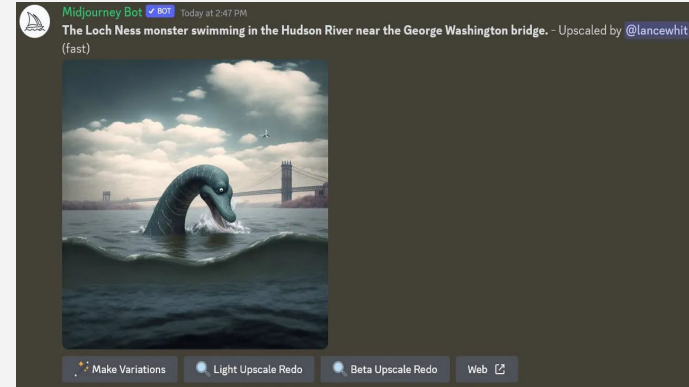 Midjourney Bot ✔ BOT Today at 2:47 PM
The Loch Ness monster swimming in the Hudson River near the George Washington bridge. - Upscaled by @lancewhit
(fast)
Make Variations Light Upscale Redo Beta Upscale Redo Web